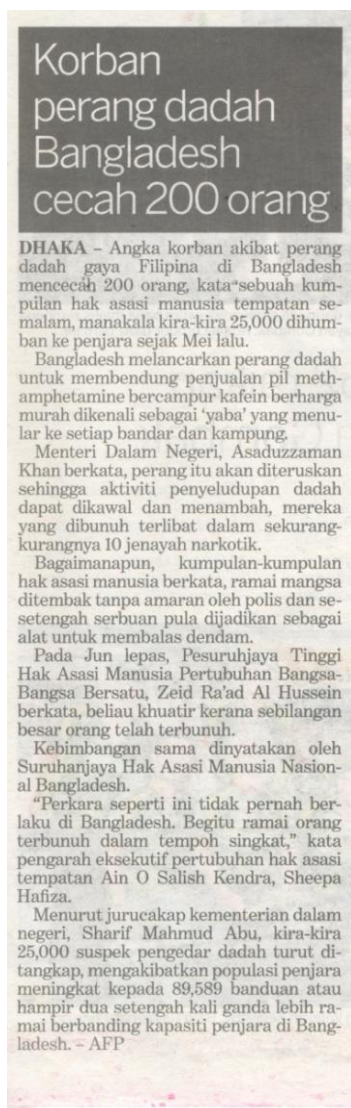 Korban
perang dadah
Bangladesh
cecah 200 orang
DHAKA – Angka korban akibat perang
dadah gaya Filipina di Bangladesh
mencecah 200 orang, kata sebuah kum-
pulan hak asasi manusia tempatan se-
malam, manakala kira-kira 25,000 dihum-
ban ke penjara sejak Mei lalu.
Bangladesh melancarkan perang dadah
untuk membendung penjualan pil meth-
amphetamine bercampur kafein berharga
murah dikenali sebagai ‘yaba’ yang menu-
lar ke setiap bandar dan kampung.
Menteri Dalam Negeri, Asaduzzaman
Khan berkata, perang itu akan diteruskan
sehingga aktiviti penyeludupan dadah
dapat dikawal dan menambah, mereka
yang dibunuh terlibat dalam sekurang-
kurangnya 10 jenayah narkotik.
Bagaimanapun, kumpulan-kumpulan
hak asasi manusia berkata, ramai mangsa
ditembak tanpa amaran oleh polis dan se-
setengah serbuan pula dijadikan sebagai
alat untuk membalas dendam.
Pada Jun lepas, Pesuruhjaya Tinggi
Hak Asasi Manusia Pertubuhan Bangsa-
Bangsa Bersatu, Zeid Ra'ad Al Hussein
berkata, beliau khuatir kerana sebilangan
besar orang telah terbunuh.
Kebimbangan sama dinyatakan oleh
Suruhanjaya Hak Asasi Manusia Nasion-
al Bangladesh.
“Perkara seperti ini tidak pernah ber-
laku di Bangladesh. Begitu ramai orang
terbunuh dalam tempoh singkat,” kata
pengarah eksekutif pertubuhan hak asasi
tempatan Ain O Salish Kendra, Sheepa
Hafiza.
Menurut jurucakap kementerian dalam
negeri, Sharif Mahmud Abu, kira-kira
25,000 suspek pengedar dadah turut di-
tangkap, mengakibatkan populasi penjara
meningkat kepada 89,589 banduan atau
hampir dua setengah kali ganda lebih ra-
mai berbanding kapasiti penjara di Bang-
ladesh. – AFP